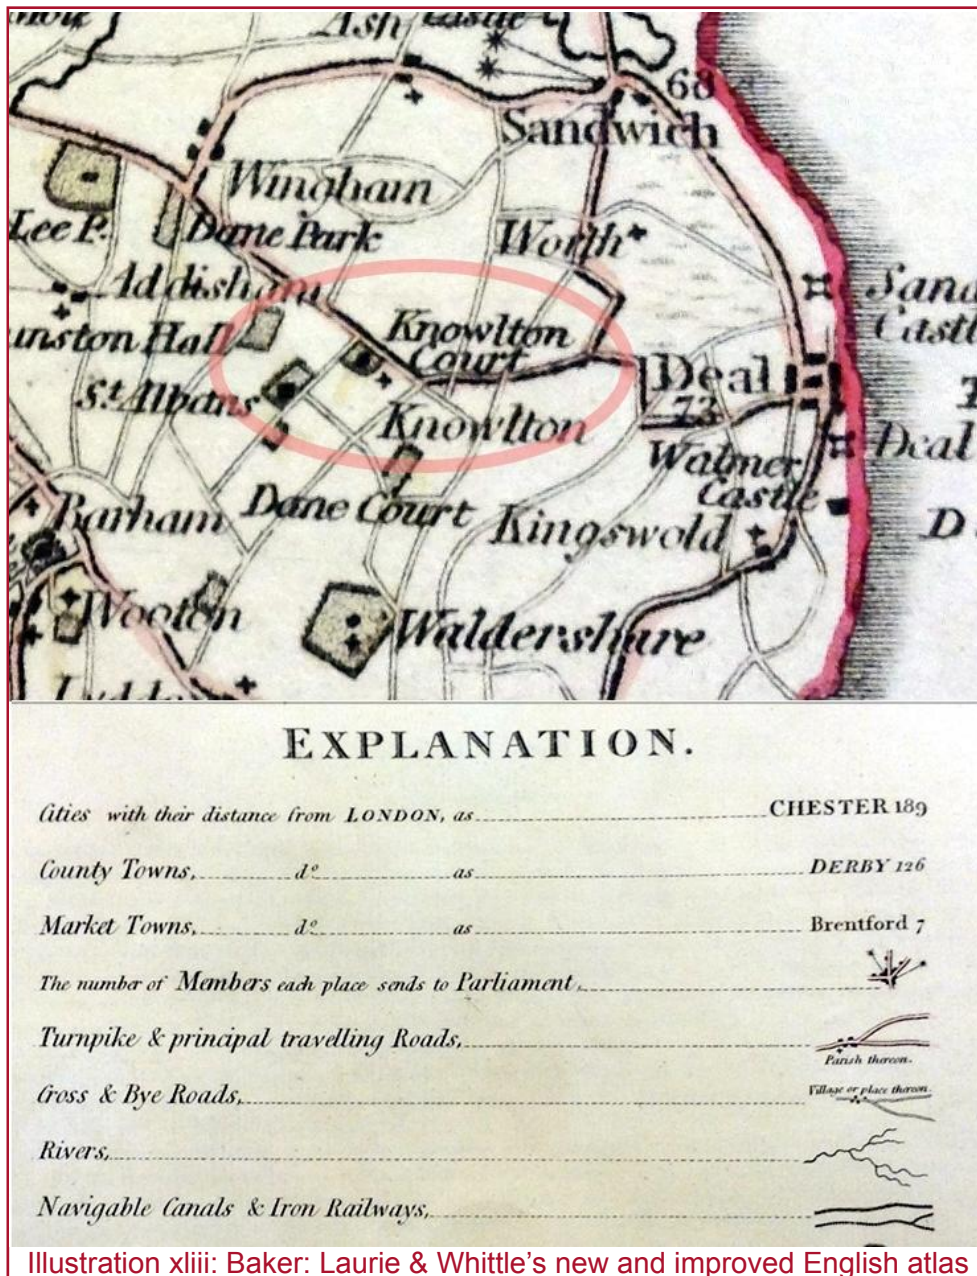 Ash
Castle
68
Sandwich
Wingham
Lee P.
Dane Park
Worth
Addisham
Sand
Castle
unston Hall
Knowlton
Court
St. Albans
Deal
73
Knowlton
Deal
Walmer
Castle
Dane Court
Barham
Kingswold
D
Wooton
Waldershare
EXPLANATION.
Cities with their distance from LONDON, as CHESTER 189
County Towns, do as DERBY 126
Market Towns, do as Brentford 7
The number of Members each place sends to Parliament,
Turnpike & principal travelling Roads,
Parish thereon.
Cross & Bye Roads, Village or place thereon.
Rivers,
Navigable Canals & Iron Railways,
Illustration xliii: Baker: Laurie & Whittle's new and improved English atlas